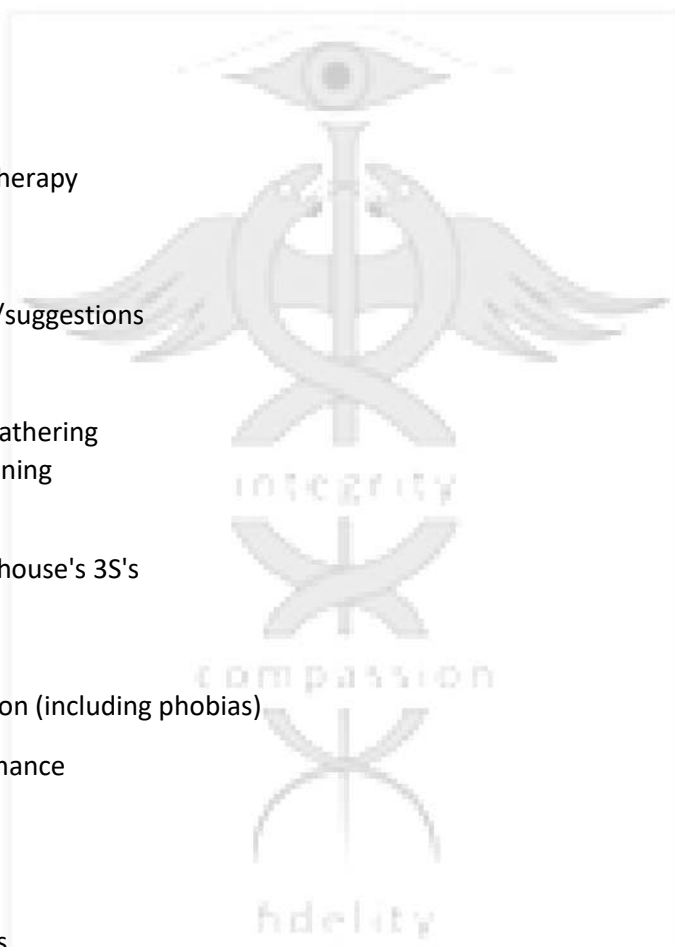 herapy
/suggestions
athering
ning
integrity
house's 3S's
compassion
on (including phobias)
nance
fidelity
s